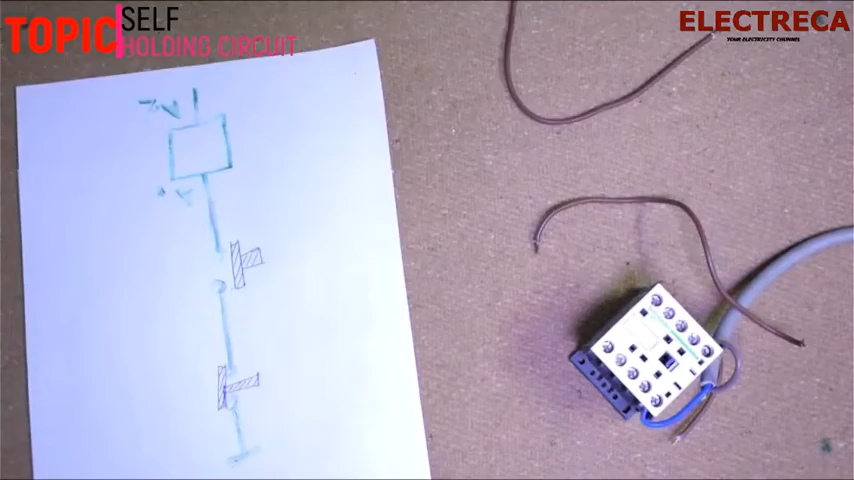 TOPIC
SELF
HOLDING CIRCUIT
ELECTRECA
YOUR ELECTRICITY CHANNEL